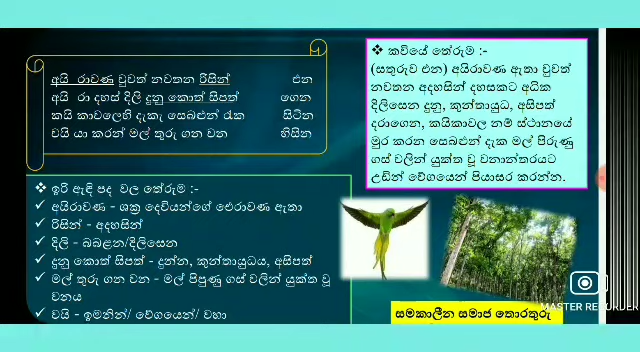 අයි රාවණ වුවත් නවතන රිසින් එන
අයි රා දහස් දිලි දුනු කොත් සිපත් ගෙන
කයි කාවලෙහි දැකැ සෙබළුන් රැක සිටින
වයි යා කරන් මල් තුරු ගන වන හිසින
❖ ඉරි ඇඳි පද වල තේරුම :-
✓ අයිරාවණ - ශක්‍ර දෙවියන්ගේ ඓරාවණ ඇතා
✓ රිසින් - අදහසින්
✓ දිලි - බබළන/දිලිසෙන
✓ දුනු කොත් සිපත් - දුන්න, කුන්තායුධය, අසිපත්
✓ මල් තුරු ගන වන - මල් පිපුණු ගස් වලින් යුක්ත වූ
වනය
✓ වයි - ඉමනින්/ වේගයෙන්/ වහා
❖ කවියේ තේරුම :-
(සතුරුව එන) අයිරාවණ ඇතා වුවත්
නවතන අදහසින් දහසකට අධික
දිලිසෙන දුනු, කුන්තායුධ, අසිපත්
දරාගෙන, කයිකාවල නම් ස්ථානයේ
මුර කරන සෙබළුන් දැක මල් පිරුණු
ගස් වලින් යුක්ත වූ වනාන්තරයට
උඩින් වේගයෙන් පියාසර කරන්න.
MASTER RECORDER
සමකාලීන සමාජ තොරතුරු